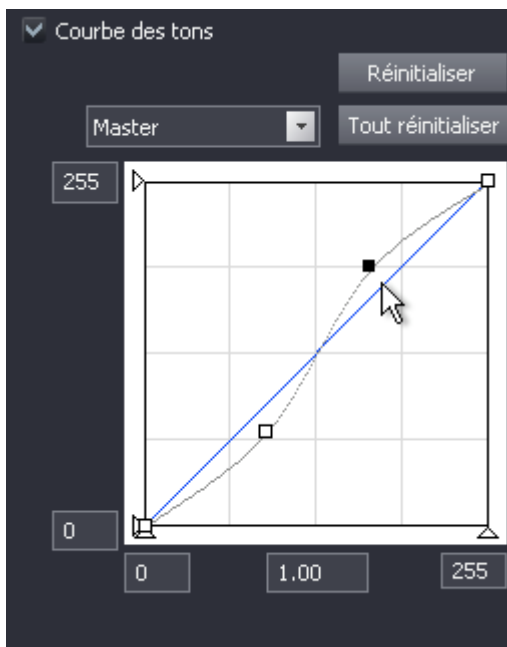 Courbe des tons
Réinitialiser
Master
Tout réinitialiser
255
0
0
1.00
255